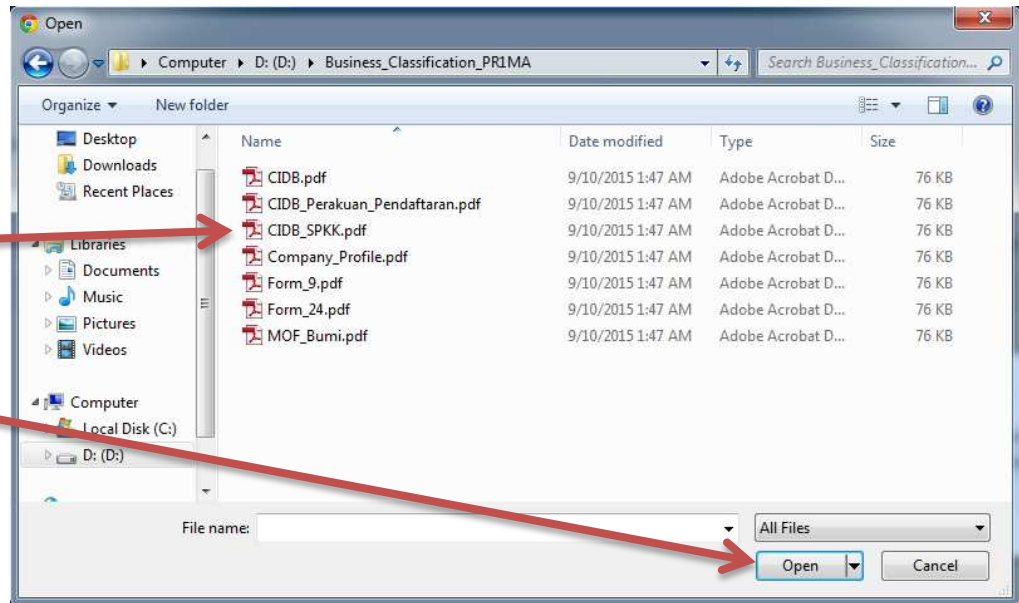 Open
Computer D: (D:) Business_Classification_PR1MA Search Business_Classification...
Organize New folder
Desktop
Downloads
Recent Places
Libraries
Documents
Music
Pictures
Videos
Computer
Local Disk (C:)
D: (D:)
Name Date modified Type Size
CIDB.pdf 9/10/2015 1:47 AM Adobe Acrobat D... 76 KB
CIDB_Perakuan_Pendaftaran.pdf 9/10/2015 1:47 AM Adobe Acrobat D... 76 KB
CIDB_SPKK.pdf 9/10/2015 1:47 AM Adobe Acrobat D... 76 KB
Company_Profile.pdf 9/10/2015 1:47 AM Adobe Acrobat D... 76 KB
Form_9.pdf 9/10/2015 1:47 AM Adobe Acrobat D... 76 KB
Form_24.pdf 9/10/2015 1:47 AM Adobe Acrobat D... 76 KB
MOF_Bumi.pdf 9/10/2015 1:47 AM Adobe Acrobat D... 76 KB
File name: All Files
Open Cancel